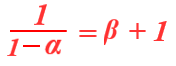 1/(1−α) = β + 1